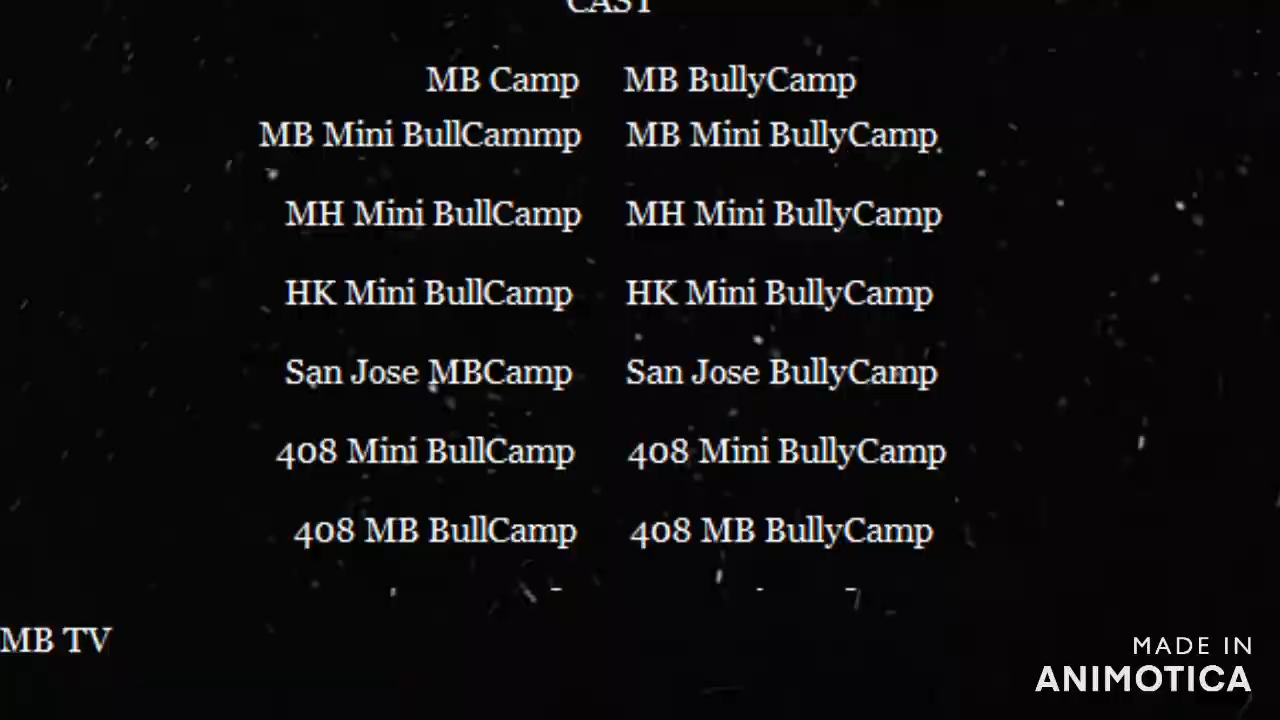 CAST
MB Camp MB BullyCamp
MB Mini BullCammp MB Mini BullyCamp
MH Mini BullCamp MH Mini BullyCamp
HK Mini BullCamp HK Mini BullyCamp
San Jose MBCamp San Jose BullyCamp
408 Mini BullCamp 408 Mini BullyCamp
408 MB BullCamp 408 MB BullyCamp
MB TV
MADE IN
ANIMOTICA